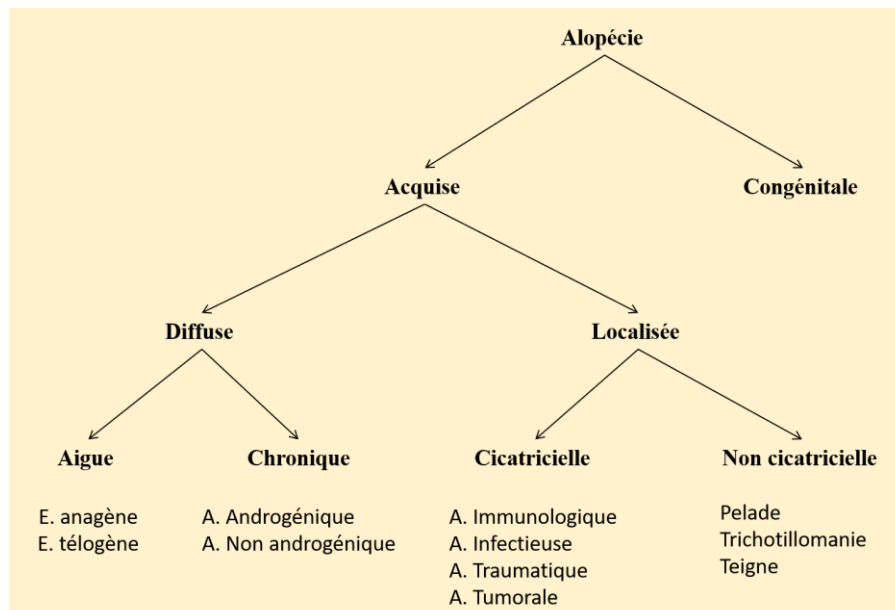 Alopécie
Acquise
Congénitale
Diffuse
Localisée
Aigue
Chronique
Cicatricielle
Non cicatricielle
E. anagène
E. télogène
A. Androgénique
A. Non androgénique
A. Immunologique
A. Infectieuse
A. Traumatique
A. Tumorale
Pelade
Trichotillomanie
Teigne